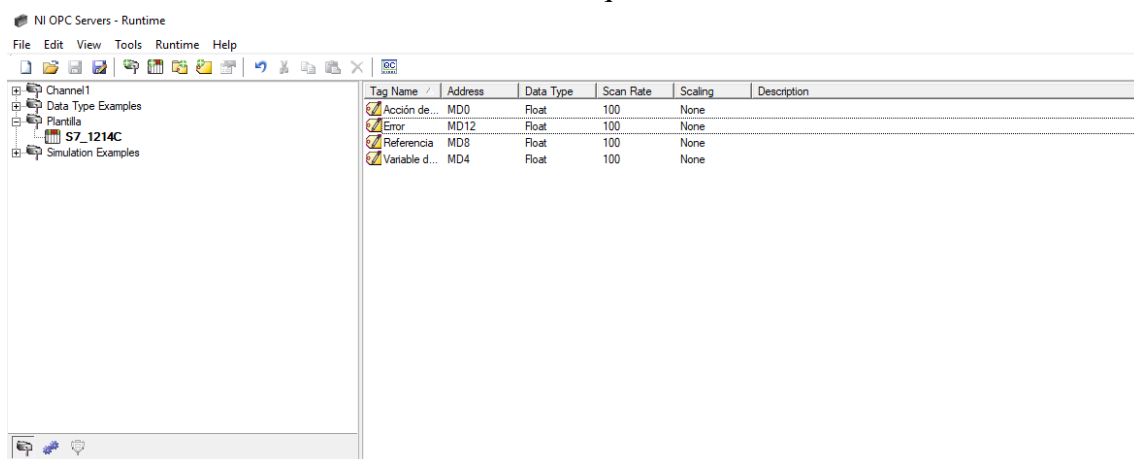 NI OPC Servers - Runtime
File Edit View Tools Runtime Help
QC
Channel1
Data Type Examples
Plantilla
S7_1214C
Simulation Examples
Tag Name Address Data Type Scan Rate Scaling Description
Acción de... MD0 Float 100 None
Error MD12 Float 100 None
Referencia MD8 Float 100 None
Variable d... MD4 Float 100 None